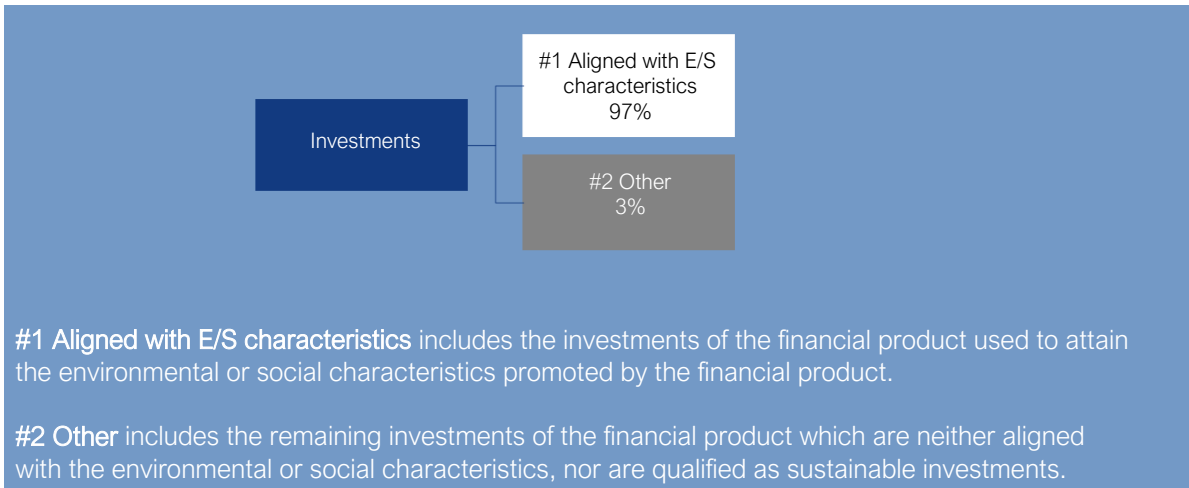 #1 Aligned with E/S
characteristics
97%
Investments
#2 Other
3%
#1 Aligned with E/S characteristics includes the investments of the financial product used to attain
the environmental or social characteristics promoted by the financial product.
#2 Other includes the remaining investments of the financial product which are neither aligned
with the environmental or social characteristics, nor are qualified as sustainable investments.